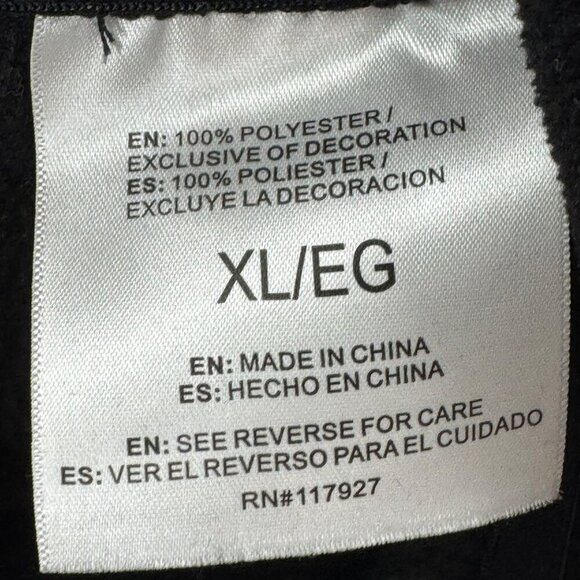 EN: 100% POLYESTER /
EXCLUSIVE OF DECORATION
ES: 100% POLIESTER /
EXCLUYE LA DECORACION
XL/EG
EN: MADE IN CHINA
ES: HECHO EN CHINA
EN: SEE REVERSE FOR CARE
ES: VER EL REVERSO PARA EL CUIDADO
RN#117927